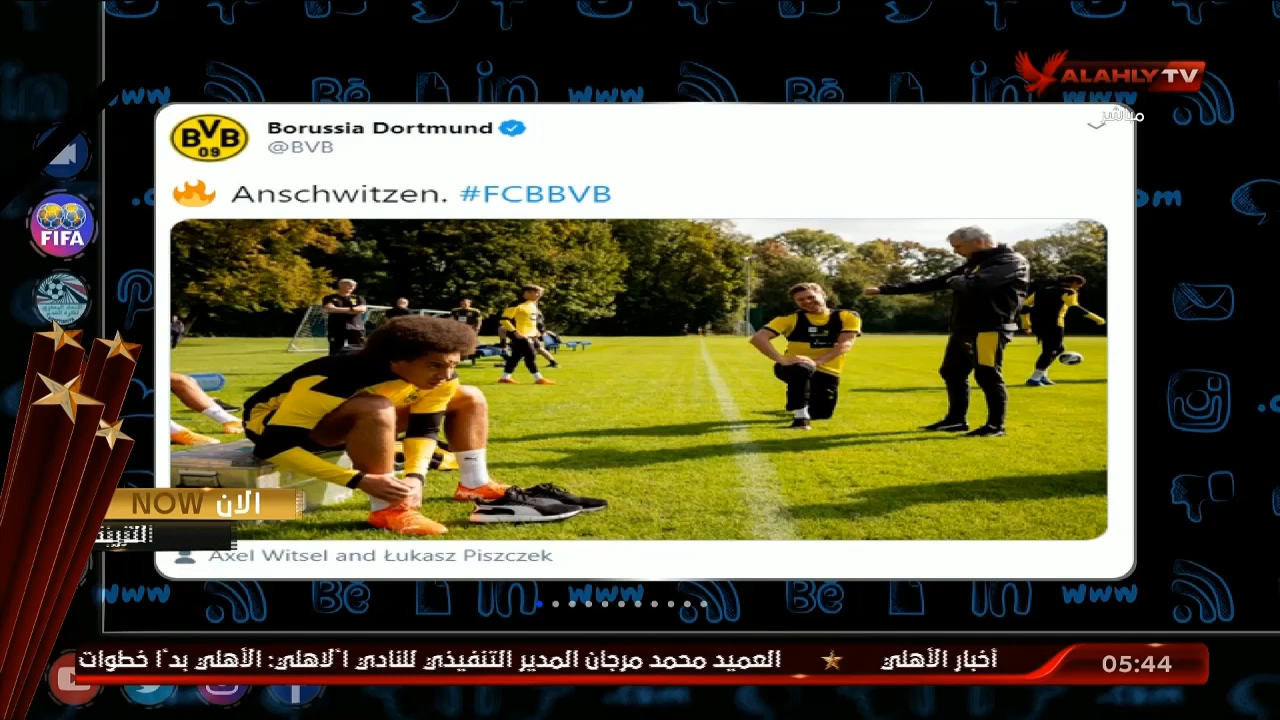 ALAHLY TV
مباشر
BVB
09
Borussia Dortmund
@BVB
🔥 Anschwitzen. #FCBBVB
FIFA
NOW الآن
Axel Witsel and Łukasz Piszczek
أخبار الأهلي
العميد محمد مرجان المدير التنفيذي للنادي الاهلي: الأهلي بدأ خطوات
05:44